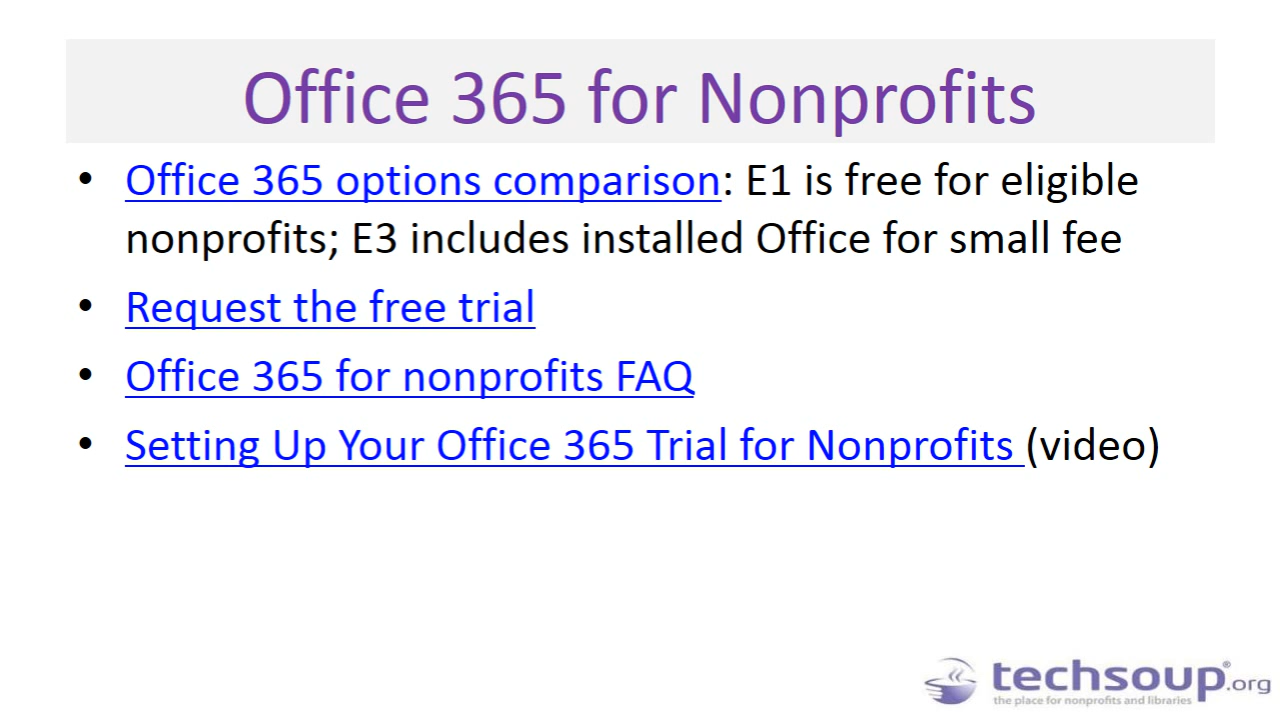 Office 365 for Nonprofits
• Office 365 options comparison: E1 is free for eligible
nonprofits; E3 includes installed Office for small fee
• Request the free trial
• Office 365 for nonprofits FAQ
• Setting Up Your Office 365 Trial for Nonprofits (video)
techsoup®.org
the place for nonprofits and libraries